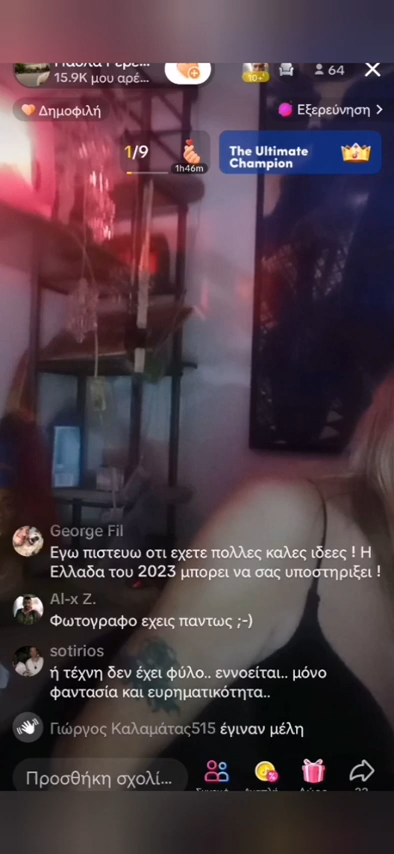 15.9K μου αρέ...
10+
64
Δημοφιλή
Εξερεύνηση
1/9
1h46m
The Ultimate
Champion
George Fil
Εγω πιστευω οτι εχετε πολλες καλες ιδεες ! Η
Ελλαδα του 2023 μπορει να σας υποστηριξει !
Al-x Z.
Φωτογραφο εχεις παντως ;-)
sotirios
ή τέχνη δεν έχει φύλο.. εννοείται.. μόνο
φαντασία και ευρηματικότητα..
Γιώργος Καλαμάτας515 έγιναν μέλη
Προσθήκη σχολί...